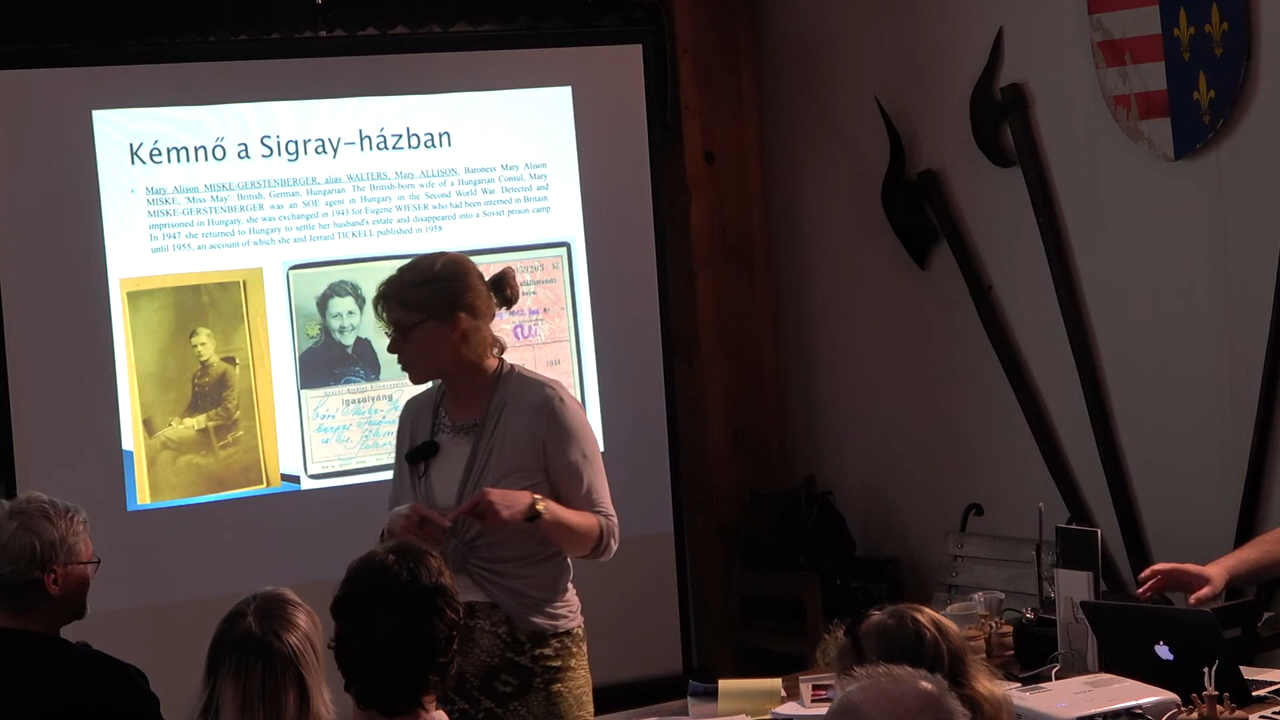 Kémnő a Sigray-házban
Mary Alison MISKE-GERSTENBERGER, alias WALTERS, Mary ALLISON, Baroness Mary Alison
MISKE, 'Miss May': British, German, Hungarian. The British-born wife of a Hungarian Consul, Mary
MISKE-GERSTENBERGER was an SOE agent in Hungary in the Second World War. Detected and
imprisoned in Hungary, she was exchanged in 1943 for Eugene WIESER who had been interned in Britain.
In 1947 she returned to Hungary to settle her husband's estate and disappeared into a Soviet prison camp
until 1955, an account of which she and Jerrard TICKELL published in 1958
Igazolvány
1944